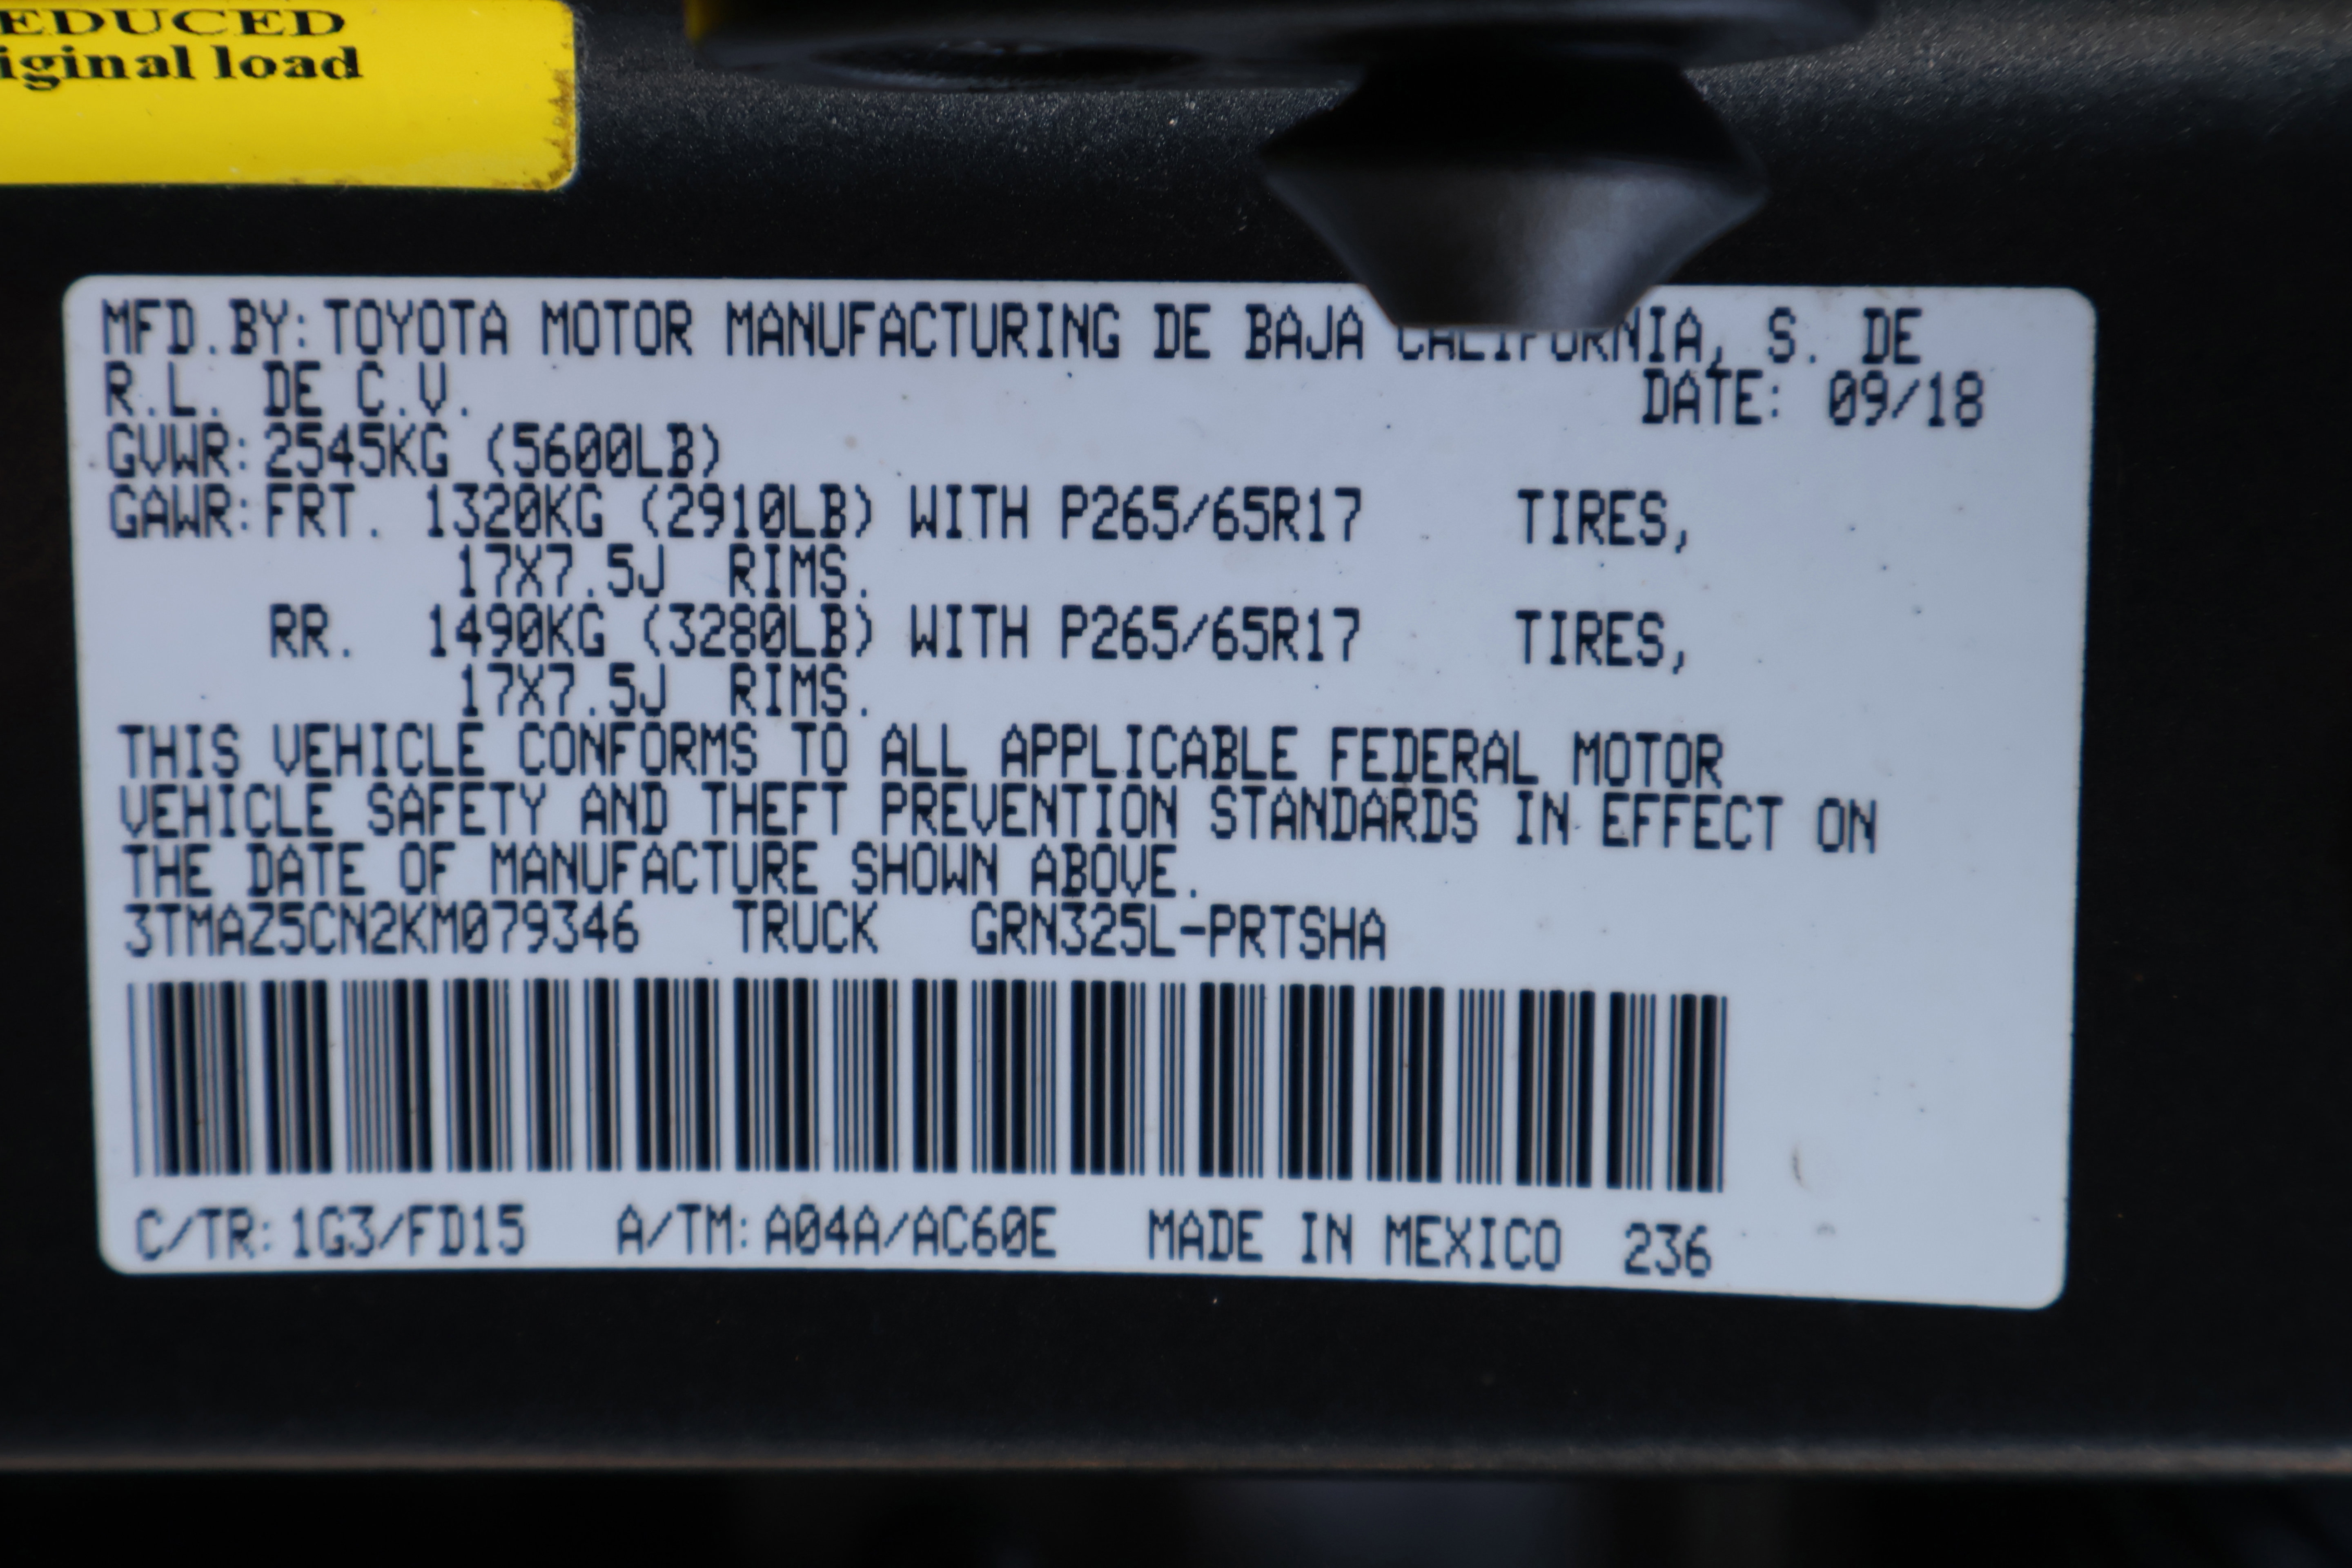 EDUCED
iginal load
MFD.BY:TOYOTA MOTOR MANUFACTURING DE BAJA CALIFORNIA, S. DE
R.L. DE C.V. DATE: 09/18
GVWR:2545KG (5600LB)
GAWR:FRT. 1320KG (2910LB) WITH P265/65R17 TIRES,
17X7.5J RIMS.
RR. 1490KG (3280LB) WITH P265/65R17 TIRES,
17X7.5J RIMS.
THIS VEHICLE CONFORMS TO ALL APPLICABLE FEDERAL MOTOR
VEHICLE SAFETY AND THEFT PREVENTION STANDARDS IN EFFECT ON
THE DATE OF MANUFACTURE SHOWN ABOVE.
3TMAZ5CN2KM079346 TRUCK GRN325L-PRTSHA
C/TR:1G3/FD15 A/TM:A04A/AC60E MADE IN MEXICO 236